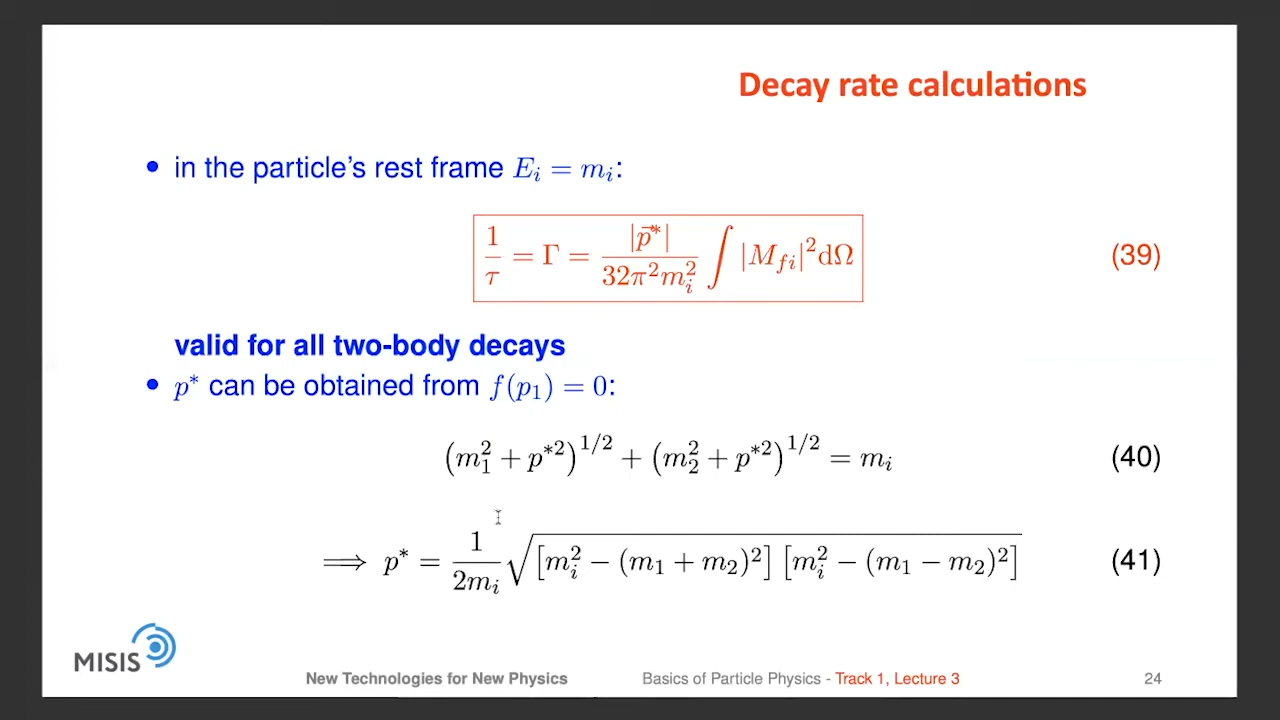 Decay rate calculations
• in the particle's rest frame $E_i = m_i$:
$\frac{1}{\tau} = \Gamma = \frac{|\vec{p}^*|}{32\pi^2 m_i^2} \int |M_{fi}|^2 \mathrm{d}\Omega$ (39)
valid for all two-body decays
• $p^*$ can be obtained from $f(p_1) = 0$:
$\left(m_1^2 + p^{*2}\right)^{1/2} + \left(m_2^2 + p^{*2}\right)^{1/2} = m_i$ (40)
$\Longrightarrow p^* = \frac{1}{2m_i} \sqrt{\left[m_i^2 - (m_1 + m_2)^2\right] \left[m_i^2 - (m_1 - m_2)^2\right]}$ (41)
MISIS
New Technologies for New Physics Basics of Particle Physics - Track 1, Lecture 3 24